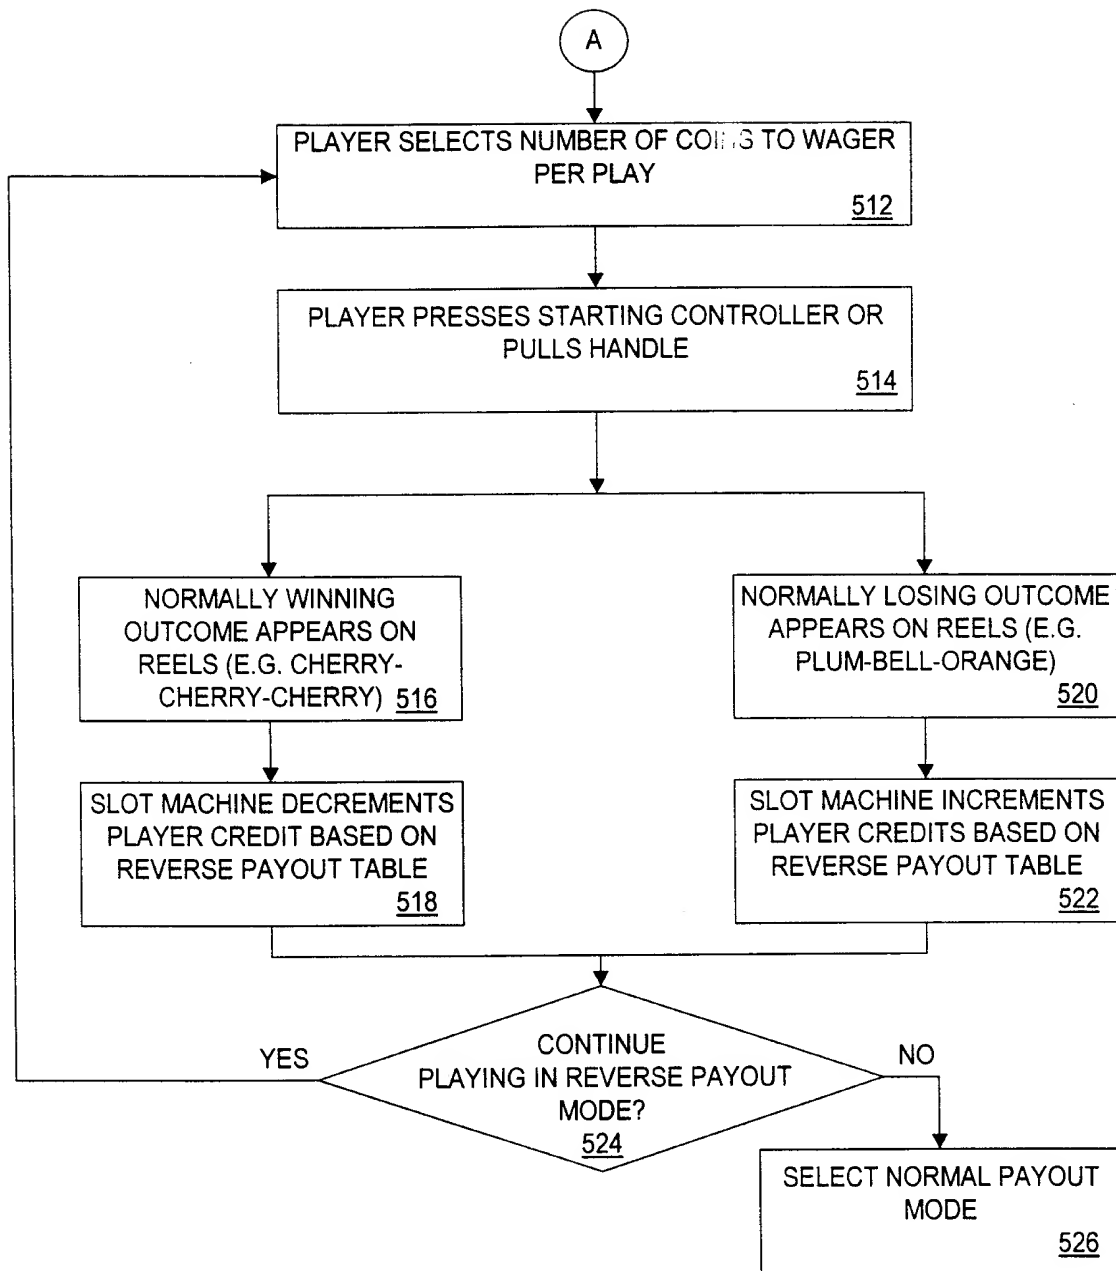 A
PLAYER SELECTS NUMBER OF COINS TO WAGER
PER PLAY
512
PLAYER PRESSES STARTING CONTROLLER OR
PULLS HANDLE
514
NORMALLY WINNING
OUTCOME APPEARS ON
REELS (E.G. CHERRY-
CHERRY-CHERRY) 516
NORMALLY LOSING OUTCOME
APPEARS ON REELS (E.G.
PLUM-BELL-ORANGE)
520
SLOT MACHINE DECREMENTS
PLAYER CREDIT BASED ON
REVERSE PAYOUT TABLE
518
SLOT MACHINE INCREMENTS
PLAYER CREDITS BASED ON
REVERSE PAYOUT TABLE
522
YES
CONTINUE
PLAYING IN REVERSE PAYOUT
MODE?
524
NO
SELECT NORMAL PAYOUT
MODE
526